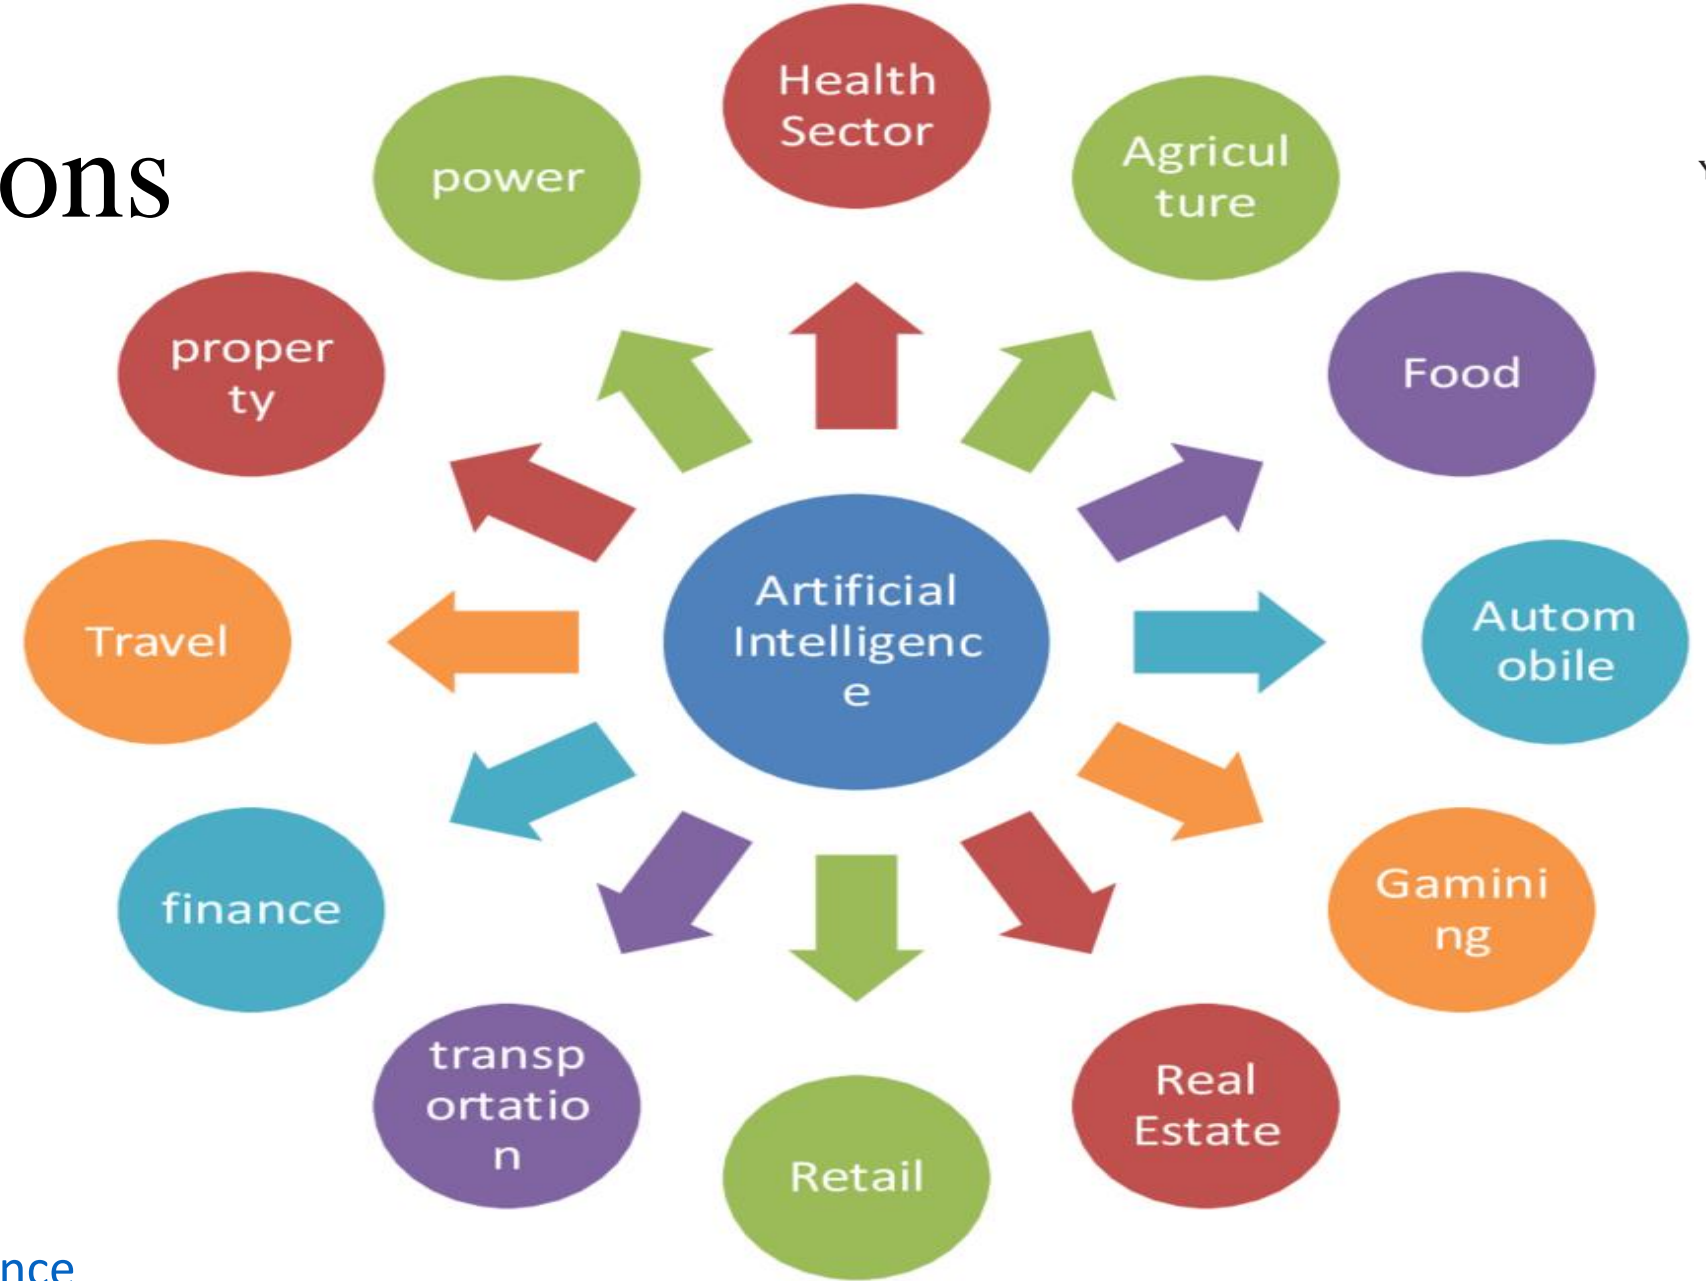 ons
Health
Sector
Agricul
ture
Food
Autom
obile
Gamini
ng
Real
Estate
Retail
transp
ortatio
n
finance
Travel
proper
ty
power
Artificial
Intelligenc
e
nce